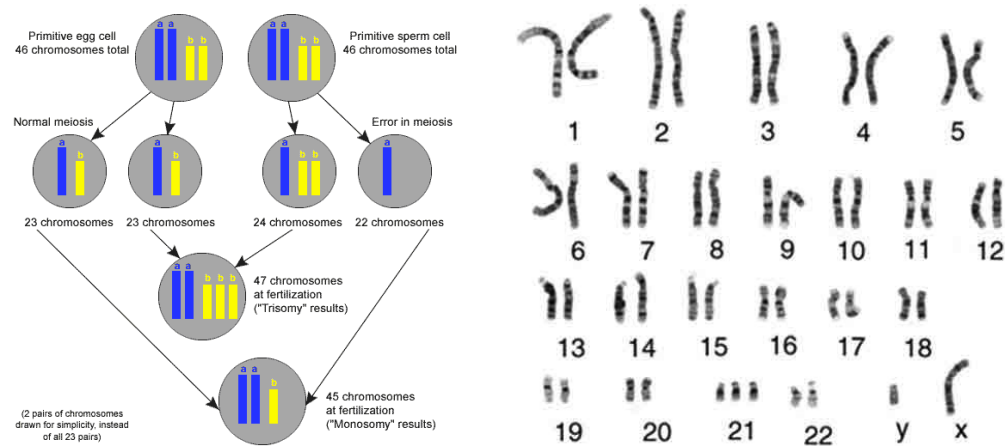 Primitive egg cell
46 chromosomes total
a a
b b
Primitive sperm cell
46 chromosomes total
a a
b b
Normal meiosis
Error in meiosis
a
b
a
b
a
b b
a
23 chromosomes
23 chromosomes
24 chromosomes
22 chromosomes
a a
b b b
47 chromosomes
at fertilization
("Trisomy" results)
a a
b
45 chromosomes
at fertilization
("Monosomy" results)
(2 pairs of chromosomes
drawn for simplicity, instead
of all 23 pairs)
1 2 3 4 5
6 7 8 9 10 11 12
13 14 15 16 17 18
19 20 21 22 y x